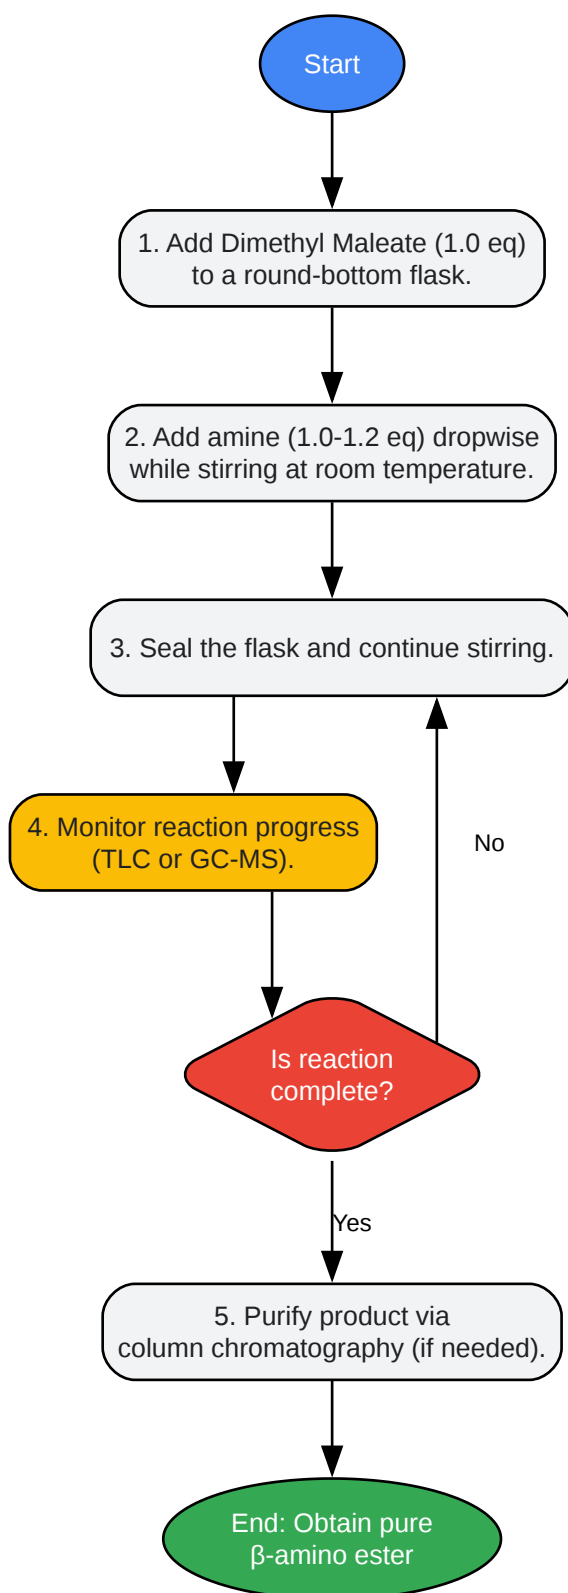 Start
1. Add Dimethyl Maleate (1.0 eq)
to a round-bottom flask.
2. Add amine (1.0-1.2 eq) dropwise
while stirring at room temperature.
3. Seal the flask and continue stirring.
4. Monitor reaction progress
(TLC or GC-MS).
No
Is reaction
complete?
Yes
5. Purify product via
column chromatography (if needed).
End: Obtain pure
β-amino ester